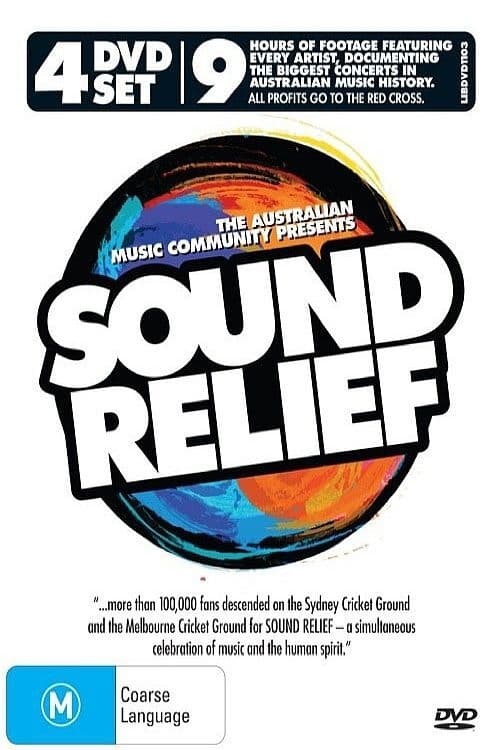 4 DVD SET
9
HOURS OF FOOTAGE FEATURING
EVERY ARTIST, DOCUMENTING
THE BIGGEST CONCERTS IN
AUSTRALIAN MUSIC HISTORY.
ALL PROFITS GO TO THE RED CROSS.
LIBDVD1103
THE AUSTRALIAN
MUSIC COMMUNITY PRESENTS
SOUND
RELIEF
"...more than 100,000 fans descended on the Sydney Cricket Ground
and the Melbourne Cricket Ground for SOUND RELIEF – a simultaneous
celebration of music and the human spirit."
M
Coarse
Language
DVD